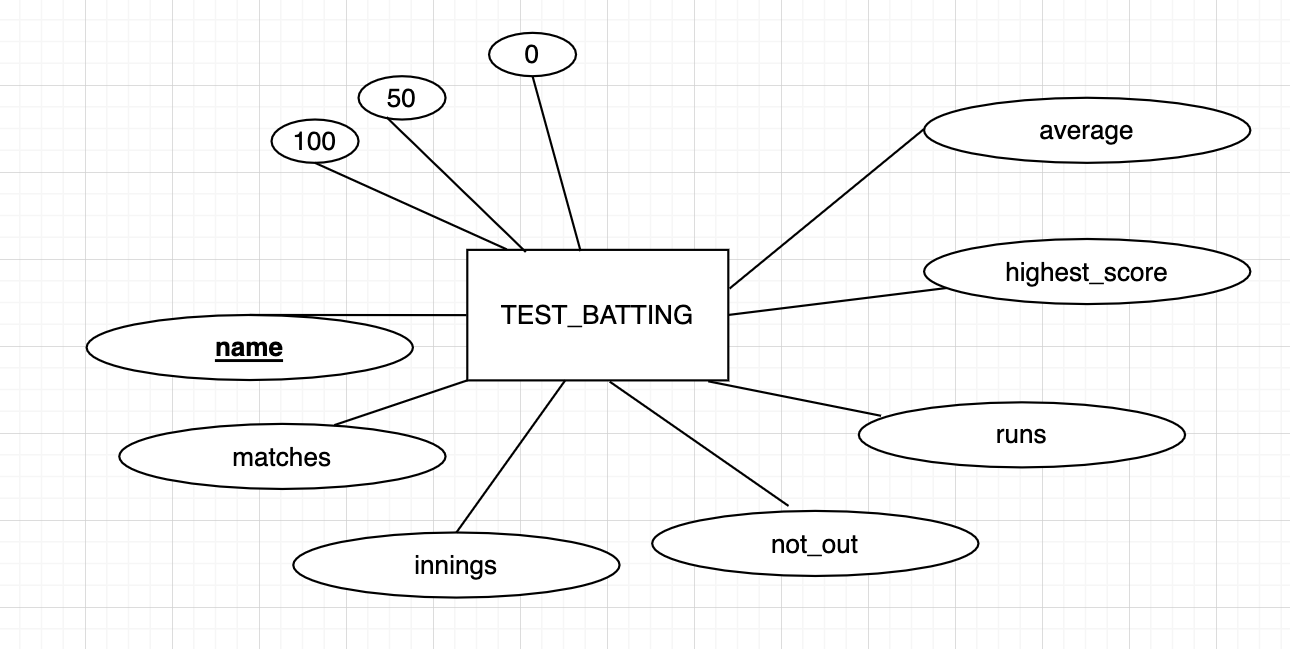 0
50
100
average
highest_score
TEST_BATTING
name
runs
matches
not_out
innings